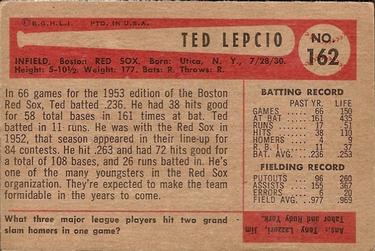 © B.G.H.L.I. PTD. IN U.S.A.
TED LEPCIO
NO. 162
INFIELD, Boston: RED SOX. Born: Utica, N. Y., 7/28/30.
Height: 5-10½. Weight: 177. Bats: R. Throws: R.
In 66 games for the 1953 edition of the Boston
Red Sox, Ted batted .236. He had 38 hits good
for 58 total bases in 161 times at bat. Ted
batted in 11 runs. He was with the Red Sox in
1952, that season appeared in their line-up for
84 contests. He hit .263 and had 72 hits good for
a total of 108 bases, and 26 runs batted in. He's
one of the many youngsters in the Red Sox
organization. They're expected to make the team
formidable in the years to come.
What three major league players hit two grand
slam homers in one game?
BATTING RECORD
PAST YR. LIFE
GAMES 66 150
AT BAT 161 435
RUNS 17 51
HITS 38 110
HOMERS 4 9
R. B. I. 11 37
BAT. AVG. .236 .253
FIELDING RECORD
PUTOUTS 96 260
ASSISTS 155 367
ERRORS 6 20
FIELD AVG. .977 .969
Ans.: Tony Lazzeri, Jim
Tabor and Rudy York.